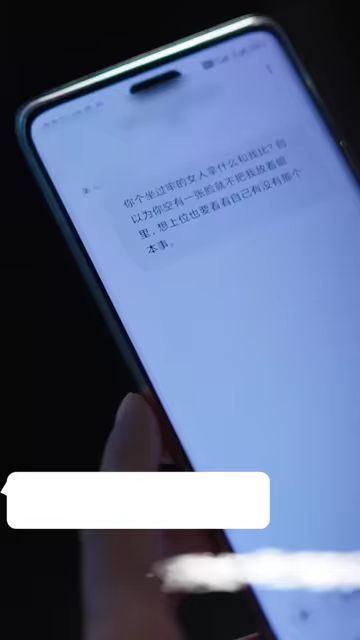 你个坐过牢的女人拿什么和我比？别
以为你空有一张脸就不把我放着眼
里，想上位也要看看自己有没有那个
本事。